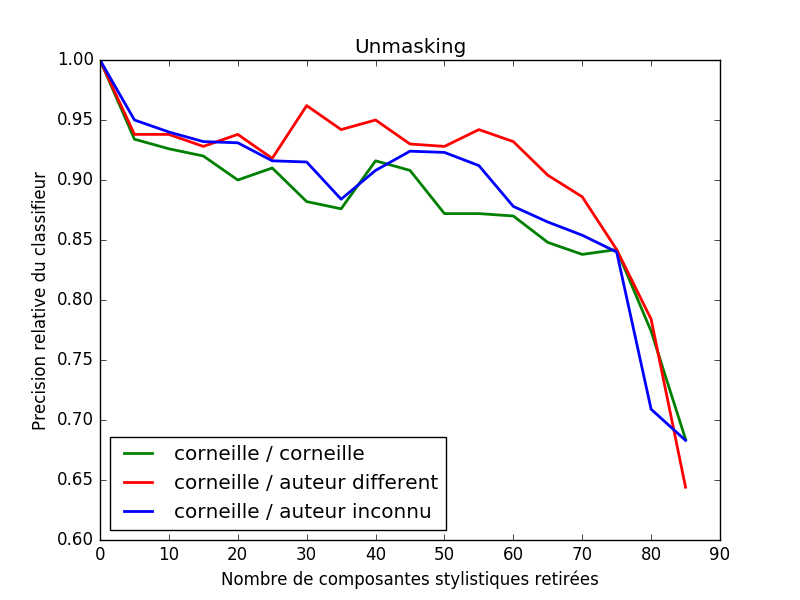 Unmasking
Precision relative du classifieur
1.00
0.95
0.90
0.85
0.80
0.75
0.70
0.65
0.60
corneille / corneille
corneille / auteur different
corneille / auteur inconnu
0 10 20 30 40 50 60 70 80 90
Nombre de composantes stylistiques retirées